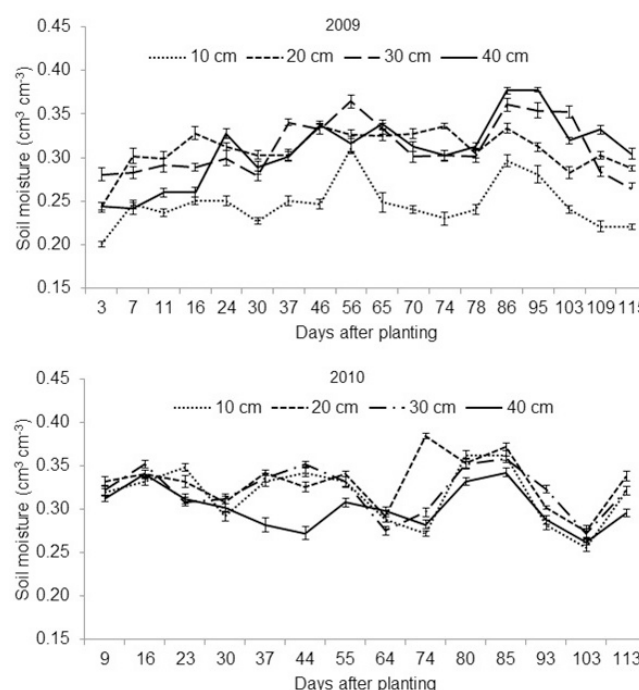 2009
10 cm 20 cm 30 cm 40 cm
Soil moisture (cm³ cm⁻³)
0.45
0.40
0.35
0.30
0.25
0.20
0.15
3 7 11 16 24 30 37 46 56 65 70 74 78 86 95 103 109 115
Days after planting
2010
10 cm 20 cm 30 cm 40 cm
Soil moisture (cm³ cm⁻³)
0.45
0.40
0.35
0.30
0.25
0.20
0.15
9 16 23 30 37 44 55 64 74 80 85 93 103 113
Days after planting